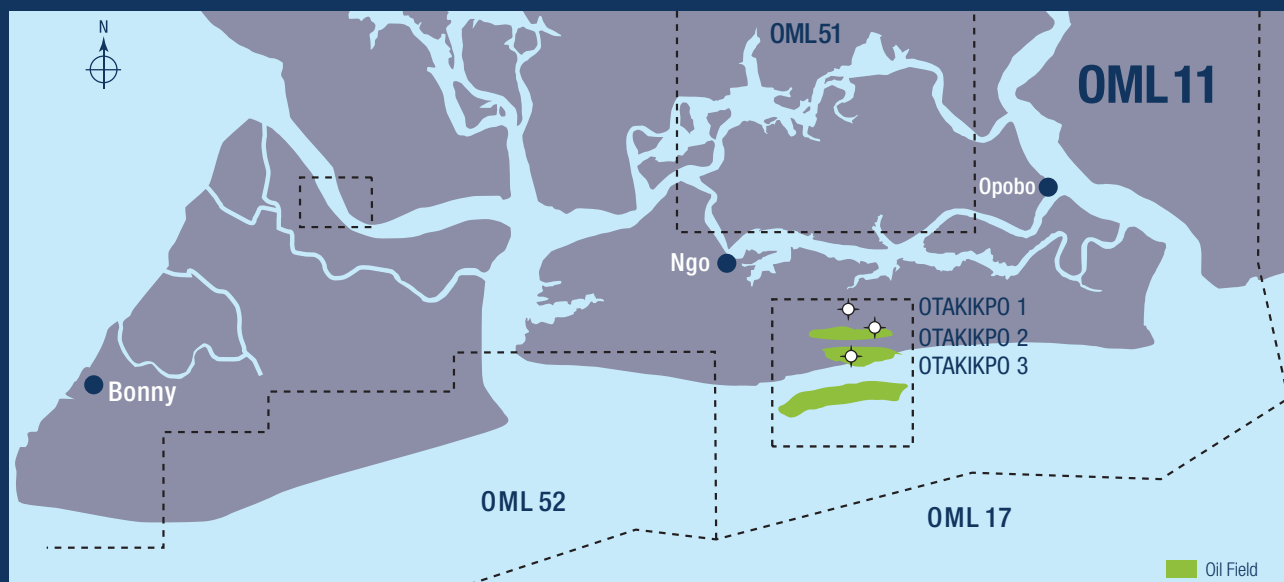 N
OML51
OML 11
Opobo
Ngo
OTAKIKPO 1
OTAKIKPO 2
OTAKIKPO 3
Bonny
OML 52
OML 17
Oil Field